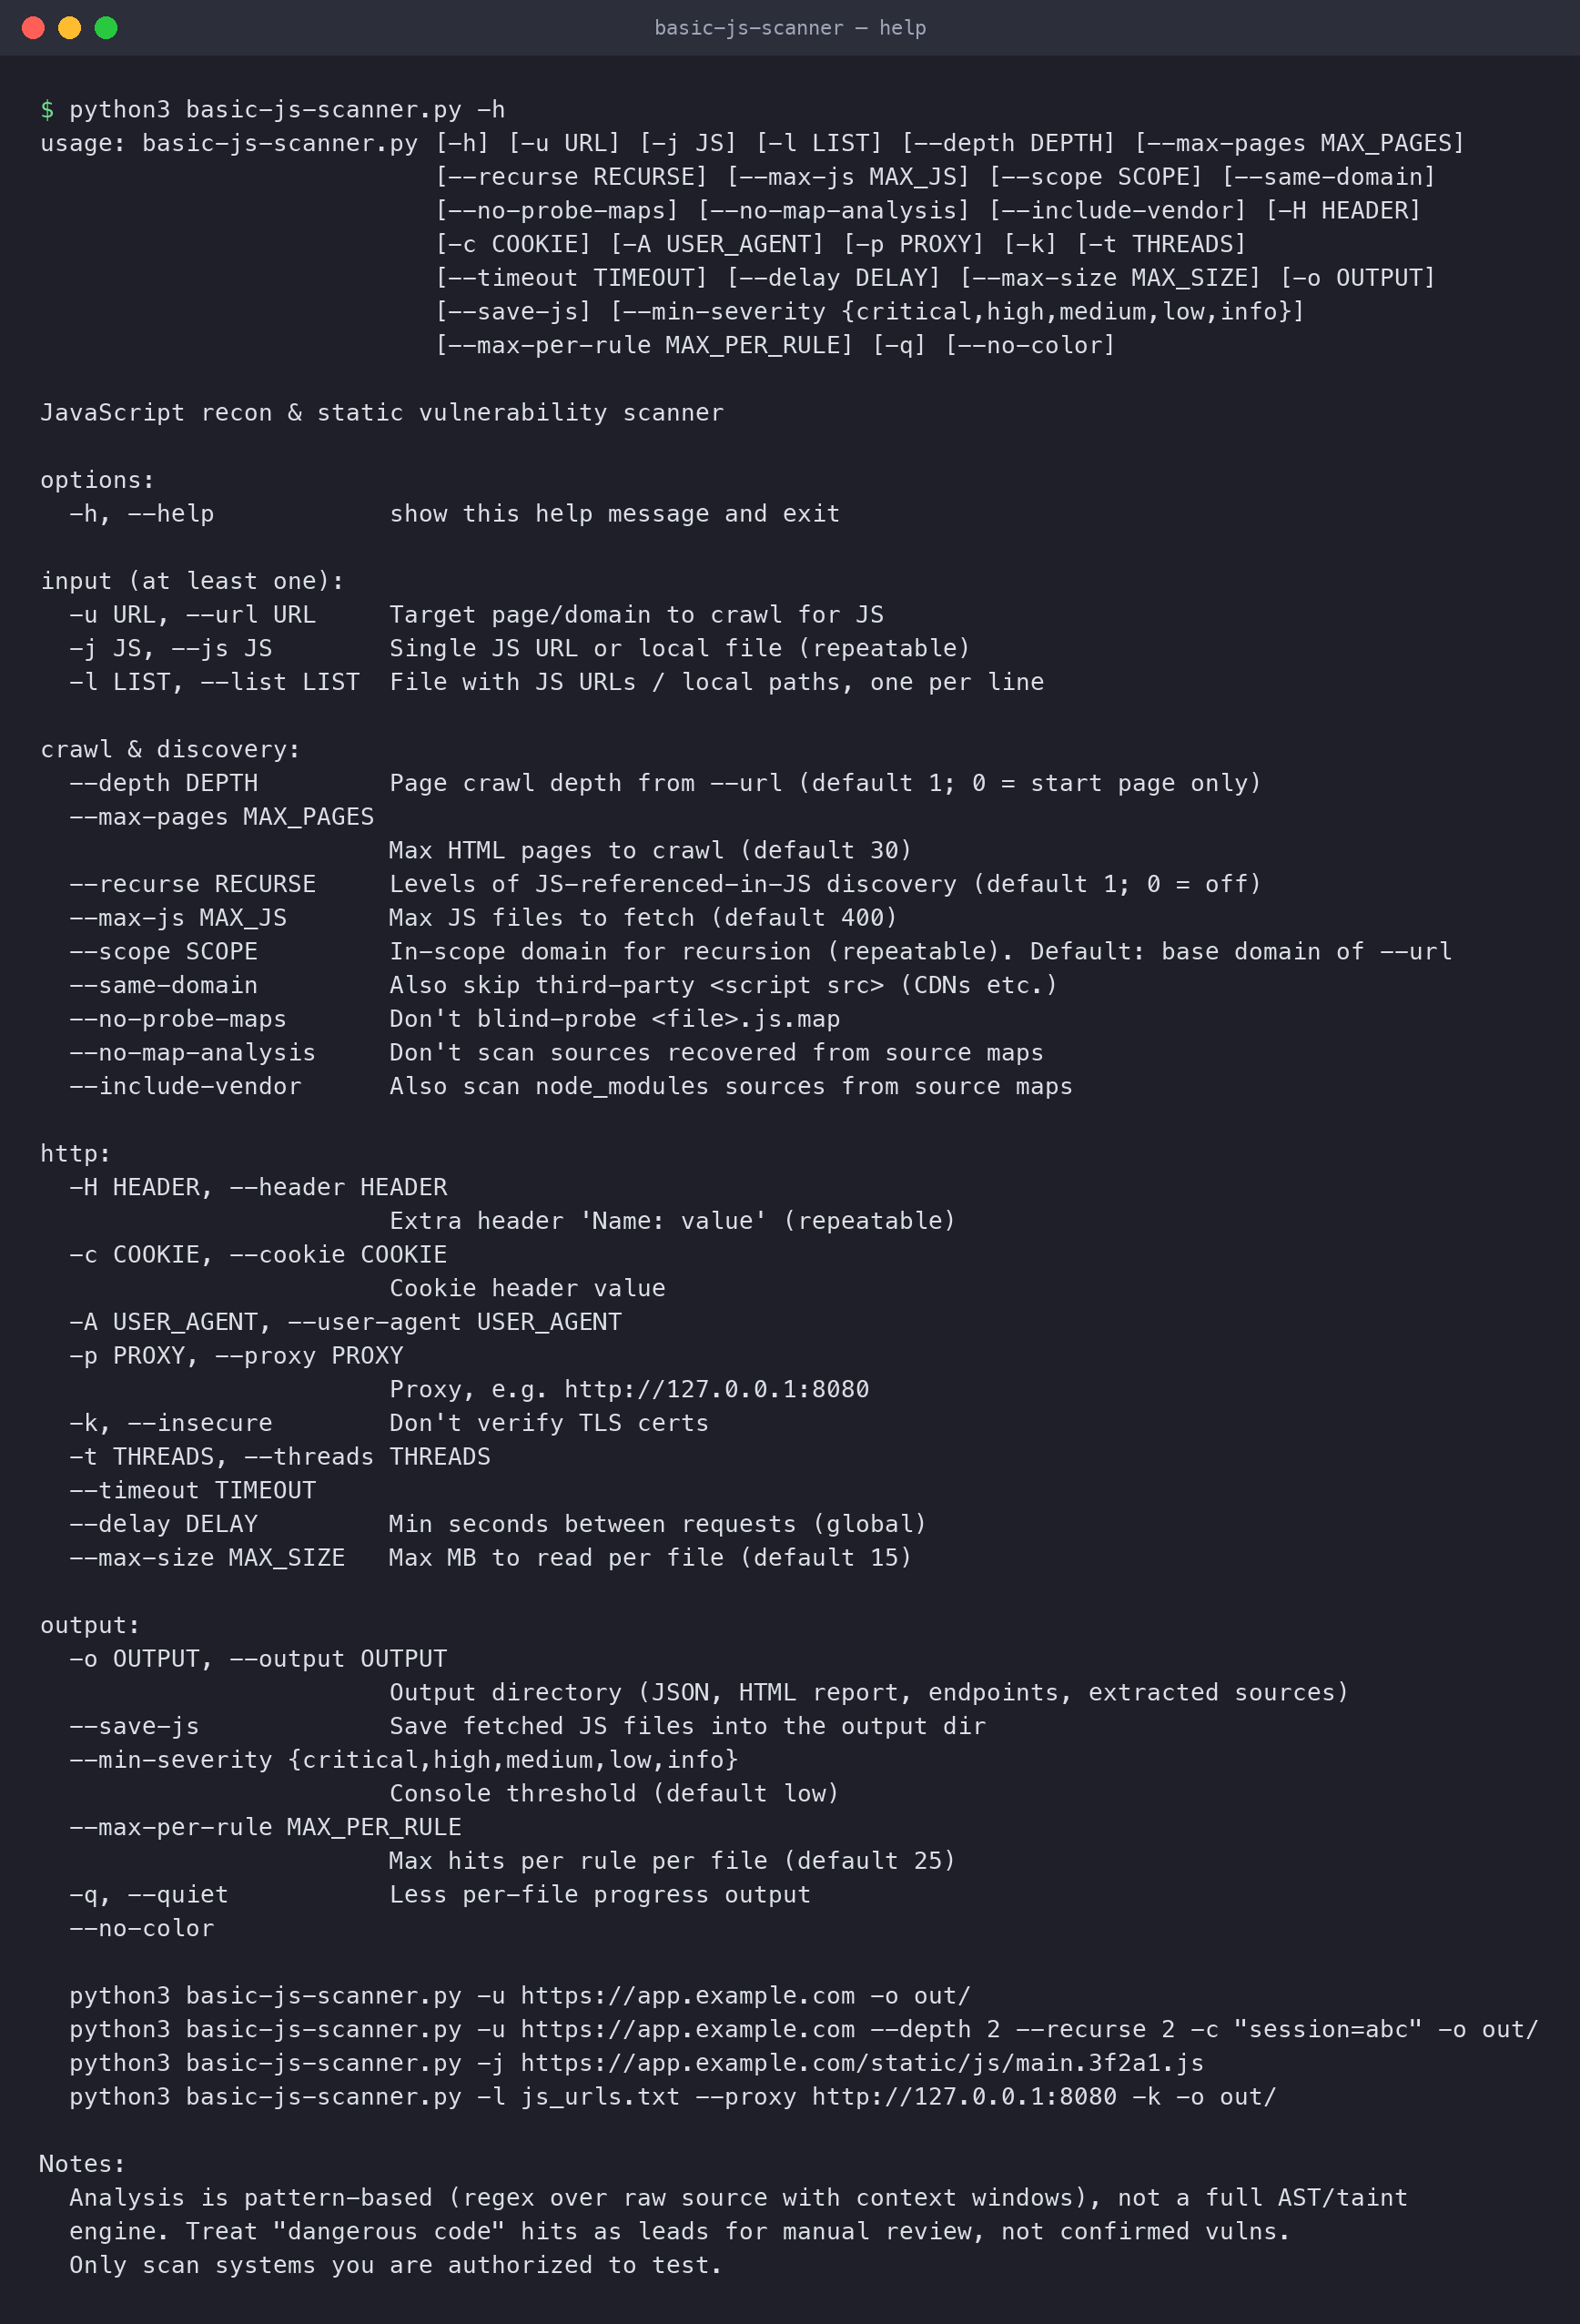 basic-js-scanner — help
$ python3 basic-js-scanner.py -h
usage: basic-js-scanner.py [-h] [-u URL] [-j JS] [-l LIST] [--depth DEPTH] [--max-pages MAX_PAGES]
                           [--recurse RECURSE] [--max-js MAX_JS] [--scope SCOPE] [--same-domain]
                           [--no-probe-maps] [--no-map-analysis] [--include-vendor] [-H HEADER]
                           [-c COOKIE] [-A USER_AGENT] [-p PROXY] [-k] [-t THREADS]
                           [--timeout TIMEOUT] [--delay DELAY] [--max-size MAX_SIZE] [-o OUTPUT]
                           [--save-js] [--min-severity {critical,high,medium,low,info}]
                           [--max-per-rule MAX_PER_RULE] [-q] [--no-color]

JavaScript recon & static vulnerability scanner

options:
  -h, --help            show this help message and exit

input (at least one):
  -u URL, --url URL     Target page/domain to crawl for JS
  -j JS, --js JS        Single JS URL or local file (repeatable)
  -l LIST, --list LIST  File with JS URLs / local paths, one per line

crawl & discovery:
  --depth DEPTH         Page crawl depth from --url (default 1; 0 = start page only)
  --max-pages MAX_PAGES
                        Max HTML pages to crawl (default 30)
  --recurse RECURSE     Levels of JS-referenced-in-JS discovery (default 1; 0 = off)
  --max-js MAX_JS       Max JS files to fetch (default 400)
  --scope SCOPE         In-scope domain for recursion (repeatable). Default: base domain of --url
  --same-domain         Also skip third-party <script src> (CDNs etc.)
  --no-probe-maps       Don't blind-probe <file>.js.map
  --no-map-analysis     Don't scan sources recovered from source maps
  --include-vendor      Also scan node_modules sources from source maps

http:
  -H HEADER, --header HEADER
                        Extra header 'Name: value' (repeatable)
  -c COOKIE, --cookie COOKIE
                        Cookie header value
  -A USER_AGENT, --user-agent USER_AGENT
  -p PROXY, --proxy PROXY
                        Proxy, e.g. http://127.0.0.1:8080
  -k, --insecure        Don't verify TLS certs
  -t THREADS, --threads THREADS
  --timeout TIMEOUT
  --delay DELAY         Min seconds between requests (global)
  --max-size MAX_SIZE   Max MB to read per file (default 15)

output:
  -o OUTPUT, --output OUTPUT
                        Output directory (JSON, HTML report, endpoints, extracted sources)
  --save-js             Save fetched JS files into the output dir
  --min-severity {critical,high,medium,low,info}
                        Console threshold (default low)
  --max-per-rule MAX_PER_RULE
                        Max hits per rule per file (default 25)
  -q, --quiet           Less per-file progress output
  --no-color

  python3 basic-js-scanner.py -u https://app.example.com -o out/
  python3 basic-js-scanner.py -u https://app.example.com --depth 2 --recurse 2 -c "session=abc" -o out/
  python3 basic-js-scanner.py -j https://app.example.com/static/js/main.3f2a1.js
  python3 basic-js-scanner.py -l js_urls.txt --proxy http://127.0.0.1:8080 -k -o out/

Notes:
  Analysis is pattern-based (regex over raw source with context windows), not a full AST/taint
  engine. Treat "dangerous code" hits as leads for manual review, not confirmed vulns.
  Only scan systems you are authorized to test.